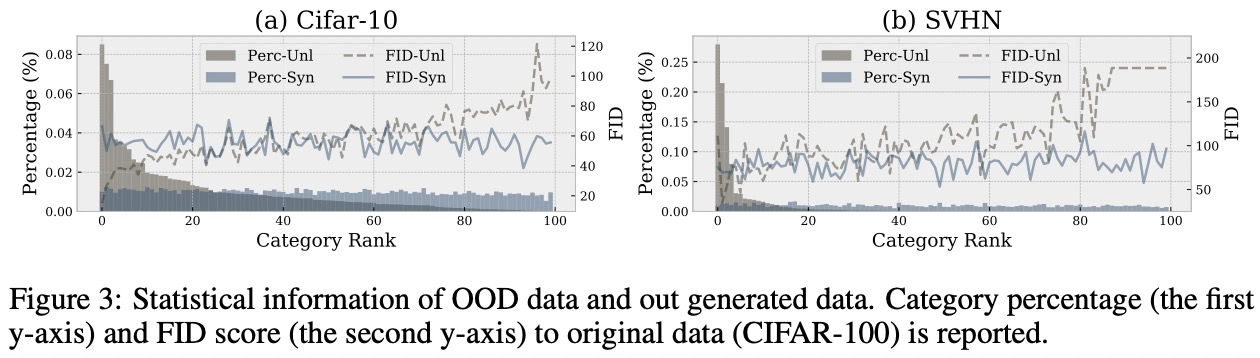 (a) Cifar-10
Perc-Unl
Perc-Syn
FID-Unl
FID-Syn
Percentage (%)
0.08
0.06
0.04
0.02
0.00
120
100
80
60
40
20
FID
0 20 40 60 80 100
Category Rank
(b) SVHN
Perc-Unl
Perc-Syn
FID-Unl
FID-Syn
Percentage (%)
0.25
0.20
0.15
0.10
0.05
0.00
200
150
100
50
FID
0 20 40 60 80 100
Category Rank
Figure 3: Statistical information of OOD data and out generated data. Category percentage (the first
y-axis) and FID score (the second y-axis) to original data (CIFAR-100) is reported.